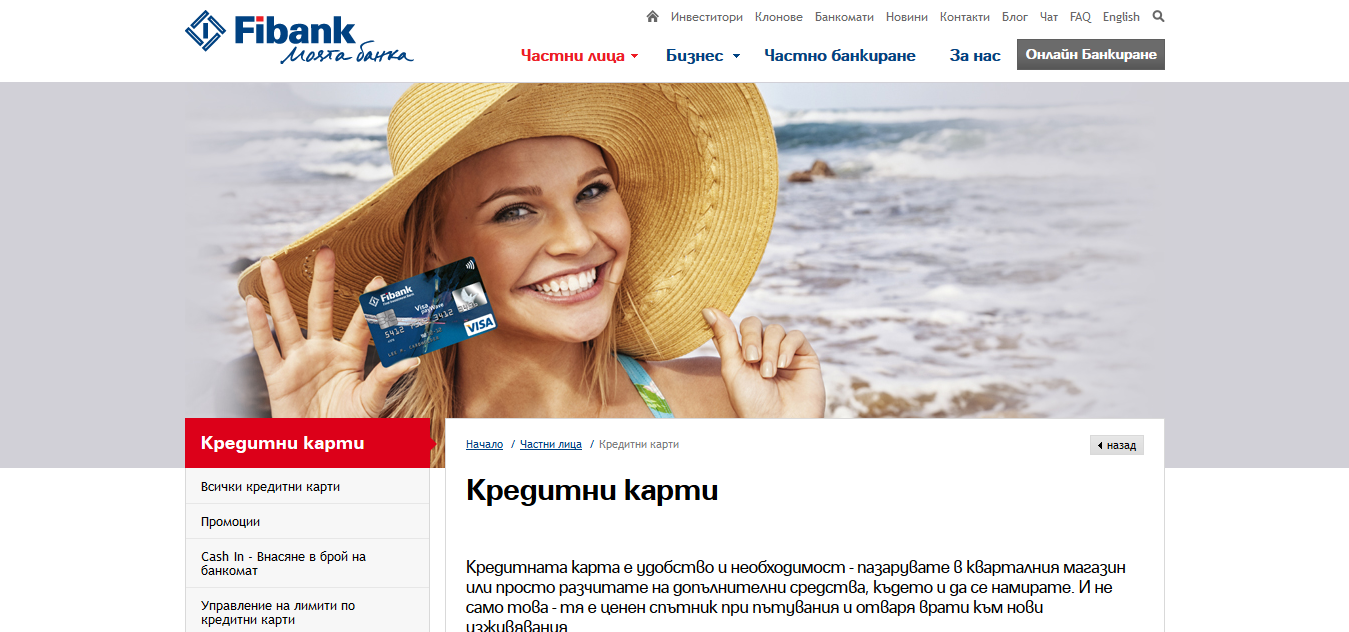 Fibank
Моята банка
Инвеститори Клонове Банкомати Новини Контакти Блог Чат FAQ English
Частни лица Бизнес Частно банкиране За нас Онлайн Банкиране
Fibank
Visa
payWave
VISA
Кредитни карти
Всички кредитни карти
Промоции
Cash In - Внасяне в брой на
банкомат
Управление на лимити по
кредитни карти
Начало / Частни лица / Кредитни карти
назад
Кредитни карти
Кредитната карта е удобство и необходимост - пазарувате в кварталния магазин
или просто разчитате на допълнителни средства, където и да се намирате. И не
само това - тя е ценен спътник при пътувания и отваря врати към нови
изживявания